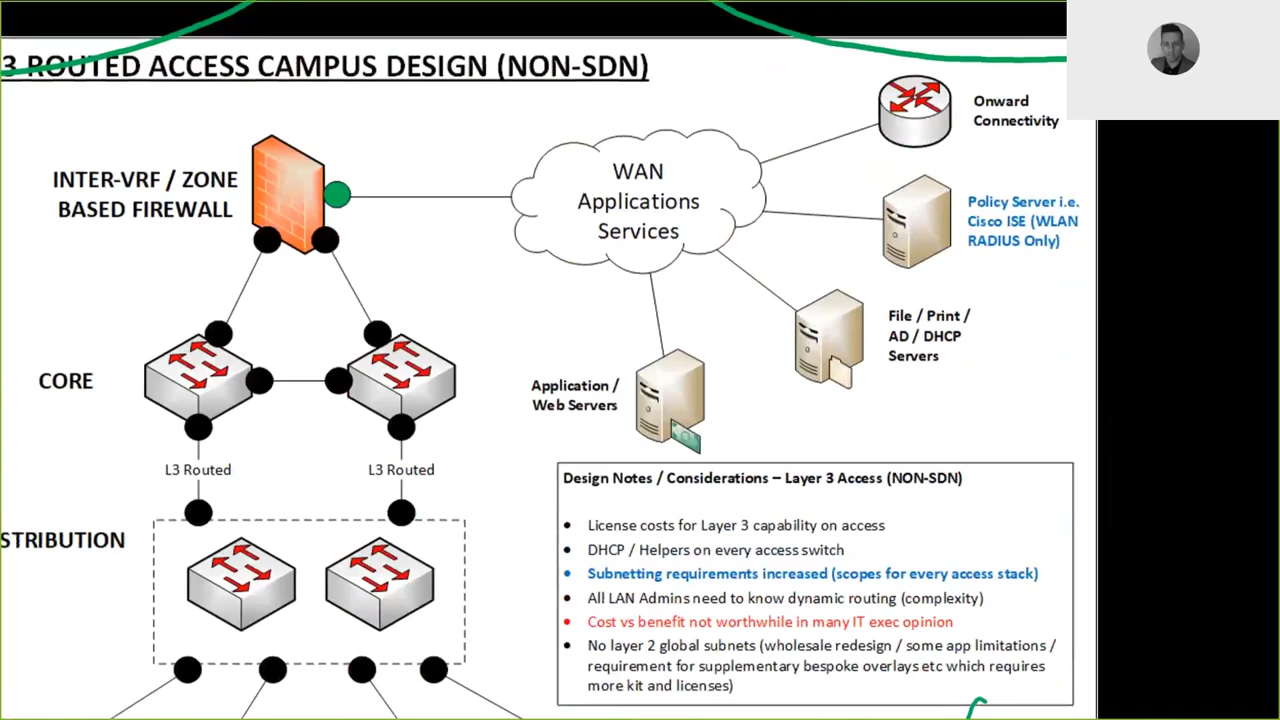 3 ROUTED ACCESS CAMPUS DESIGN (NON-SDN)
Onward
Connectivity
INTER-VRF / ZONE
BASED FIREWALL
WAN
Applications
Services
Policy Server i.e.
Cisco ISE (WLAN
RADIUS Only)
File / Print /
AD / DHCP
Servers
CORE
Application /
Web Servers
L3 Routed
L3 Routed
STRIBUTION
Design Notes / Considerations – Layer 3 Access (NON-SDN)
• License costs for Layer 3 capability on access
• DHCP / Helpers on every access switch
• Subnetting requirements increased (scopes for every access stack)
• All LAN Admins need to know dynamic routing (complexity)
• Cost vs benefit not worthwhile in many IT exec opinion
• No layer 2 global subnets (wholesale redesign / some app limitations /
requirement for supplementary bespoke overlays etc which requires
more kit and licenses)